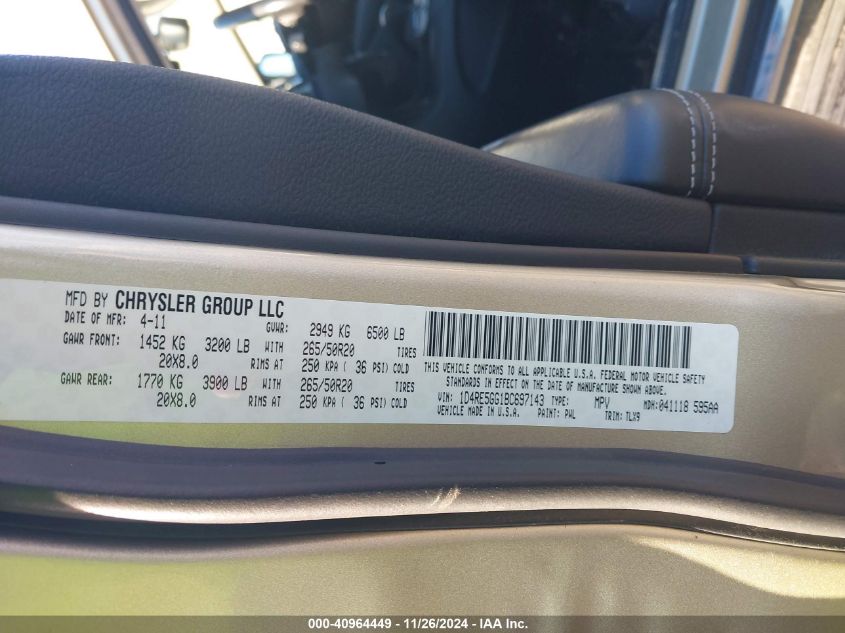 MFD BY CHRYSLER GROUP LLC
DATE OF MFR: 4-11 GVWR: 2949 KG 6500 LB
GAWR FRONT: 1452 KG 3200 LB WITH 265/50R20 TIRES
20X8.0 RIMS AT 250 KPA ( 36 PSI) COLD
GAWR REAR: 1770 KG 3900 LB WITH 265/50R20 TIRES
20X8.0 RIMS AT 250 KPA ( 36 PSI) COLD
THIS VEHICLE CONFORMS TO ALL APPLICABLE U.S.A. FEDERAL MOTOR VEHICLE SAFETY
STANDARDS IN EFFECT ON THE DATE OF MANUFACTURE SHOWN ABOVE.
VIN: 1D4RE5GG1BC697143 TYPE: MPV MDH: 041118 595AA
VEHICLE MADE IN U.S.A. PAINT: PWL TRIM: TLX9
000-40964449 - 11/26/2024 - IAA Inc.